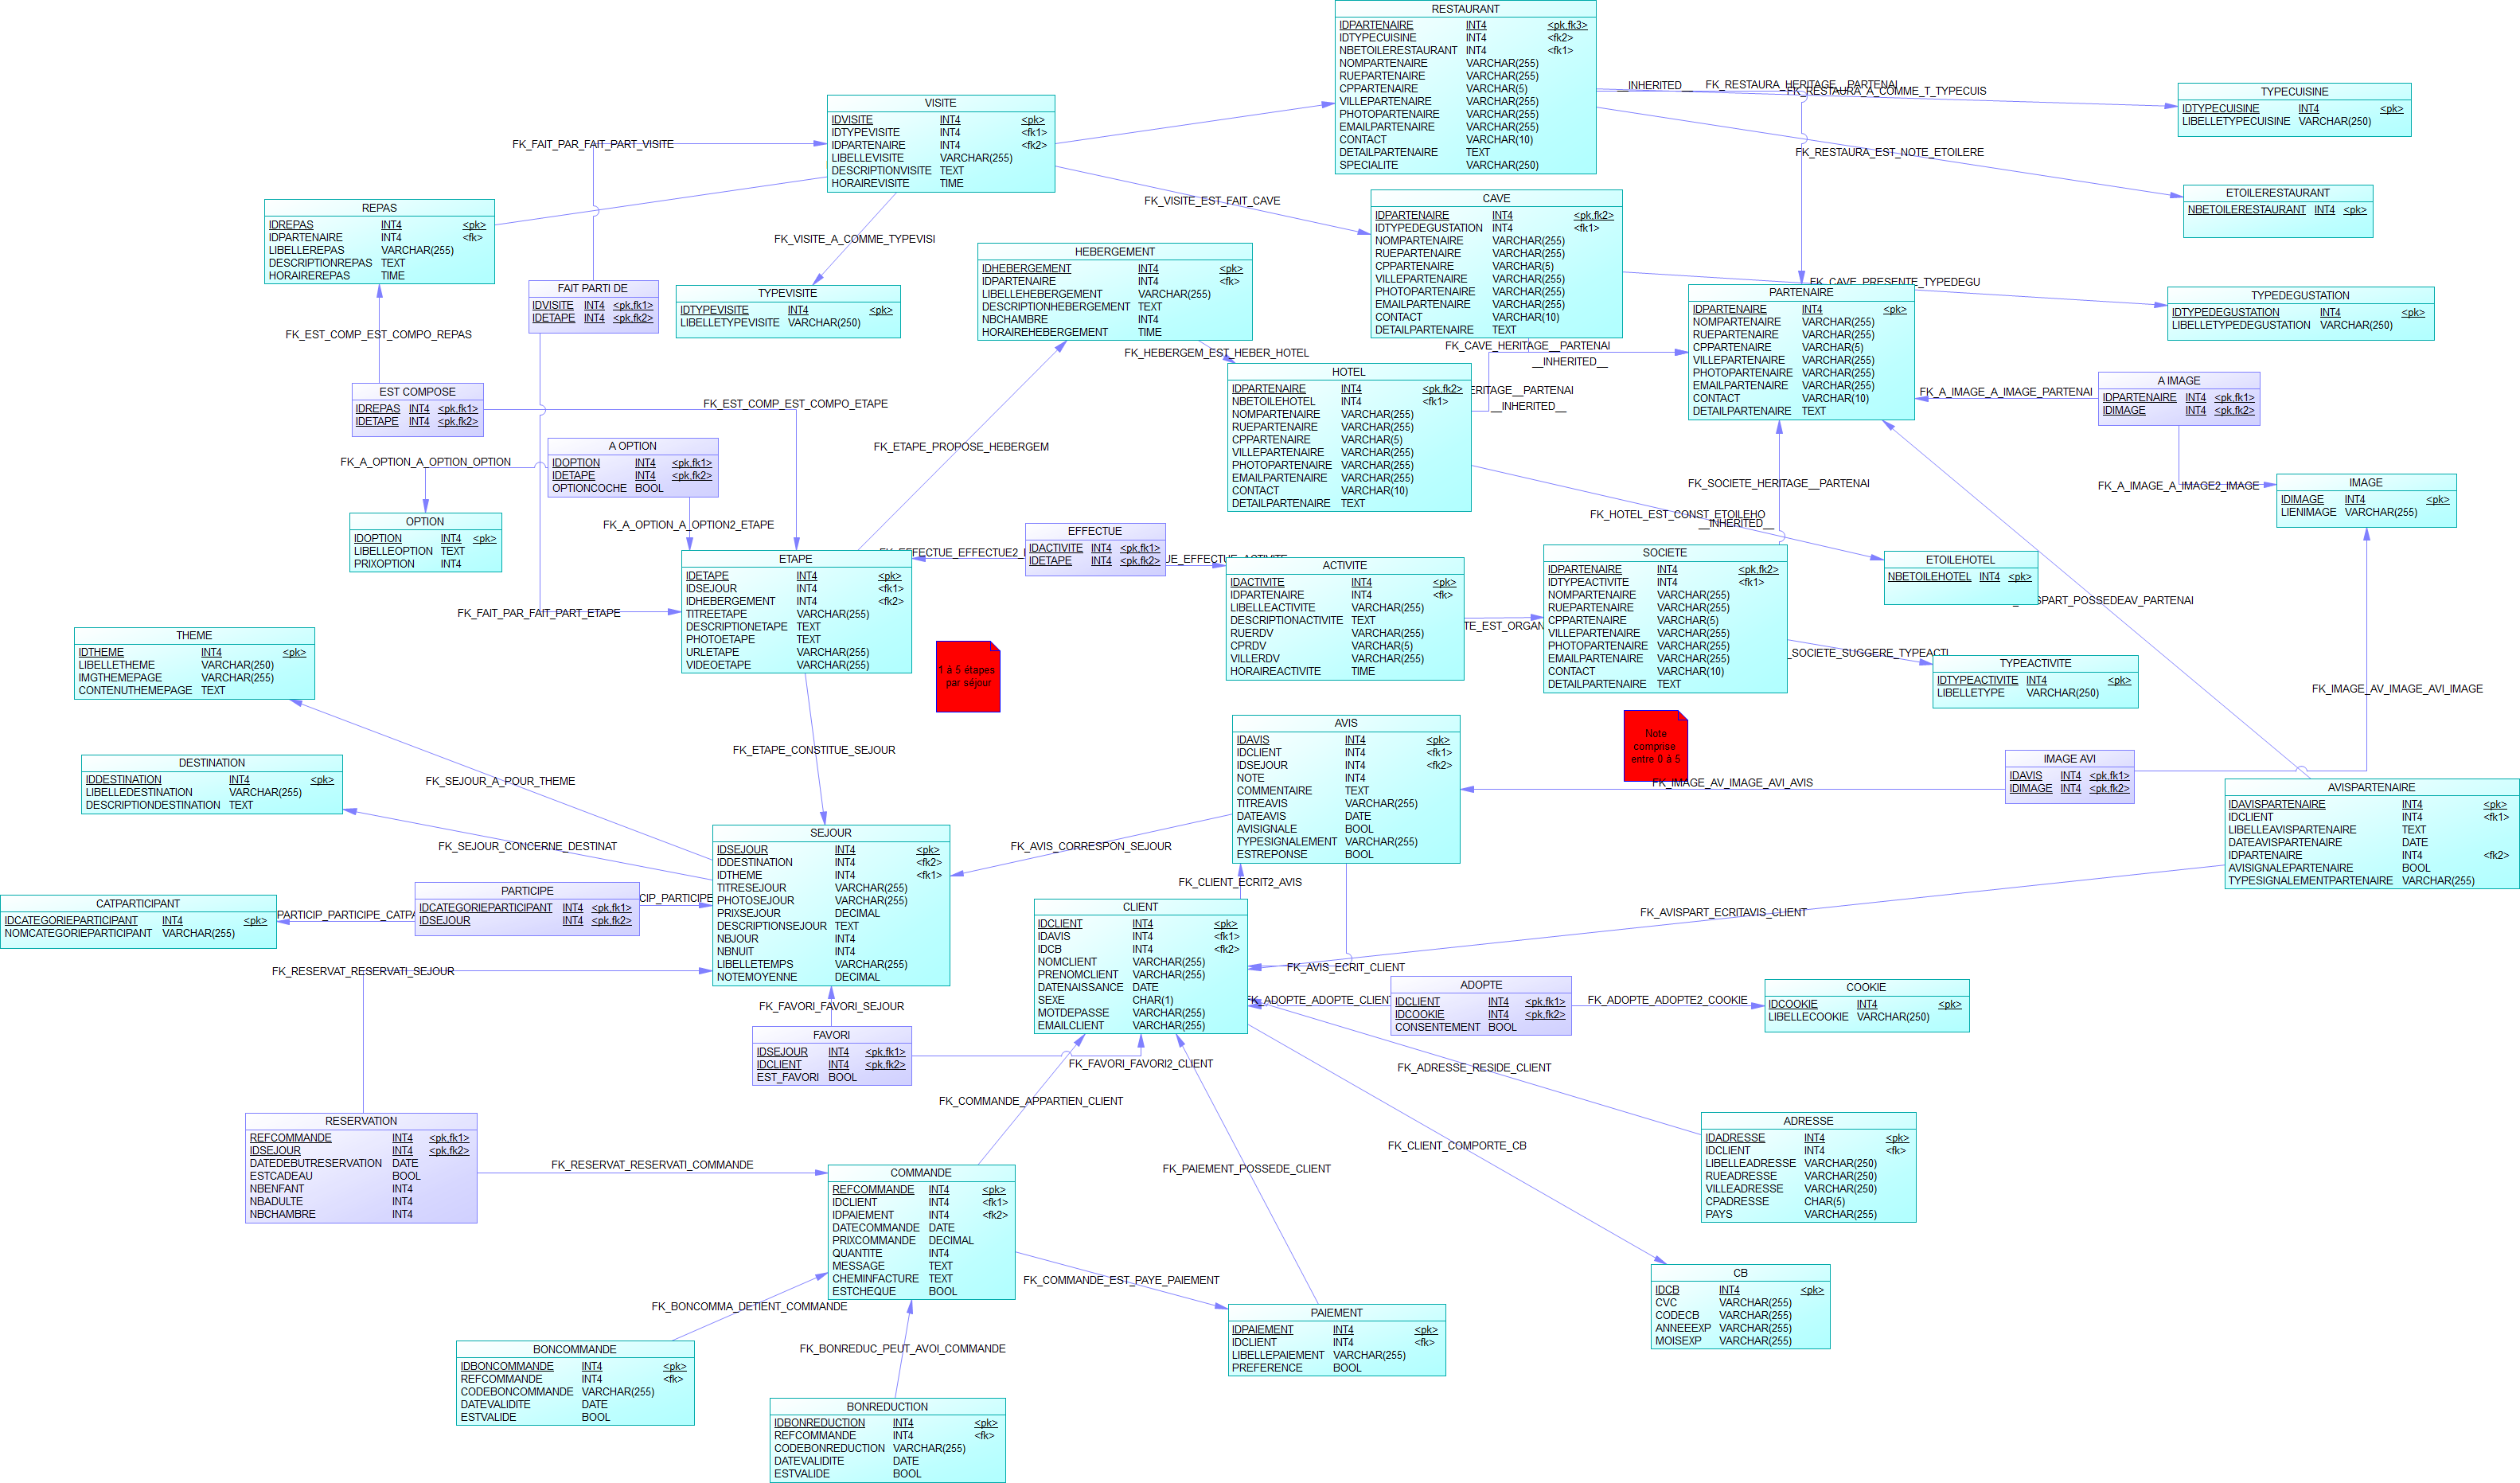 RESTAURANT
IDPARTENAIRE INT4 <pk,fk3>
IDTYPECUISINE INT4 <fk2>
NBETOILERESTAURANT INT4 <fk1>
NOMPARTENAIRE VARCHAR(255)
RUEPARTENAIRE VARCHAR(255)
CPPARTENAIRE VARCHAR(5)
VILLEPARTENAIRE VARCHAR(255)
PHOTOPARTENAIRE VARCHAR(255)
EMAILPARTENAIRE VARCHAR(255)
CONTACT VARCHAR(10)
DETAILPARTENAIRE TEXT
SPECIALITE VARCHAR(250)
__INHERITED__
FK_RESTAURA_HERITAGE__PARTENAI
FK_RESTAURA_A_COMME_T_TYPECUIS
TYPECUISINE
IDTYPECUISINE INT4 <pk>
LIBELLETYPECUISINE VARCHAR(250)
FK_RESTAURA_EST_NOTE_ETOILERE
ETOILERESTAURANT
NBETOILERESTAURANT INT4 <pk>
VISITE
IDVISITE INT4 <pk>
IDTYPEVISITE INT4 <fk1>
IDPARTENAIRE INT4 <fk2>
LIBELLEVISITE VARCHAR(255)
DESCRIPTIONVISITE TEXT
HORAIREVISITE TIME
FK_FAIT_PAR_FAIT_PART_VISITE
FK_VISITE_EST_FAIT_CAVE
FK_VISITE_A_COMME_TYPEVISI
REPAS
IDREPAS INT4 <pk>
IDPARTENAIRE INT4 <fk>
LIBELLEREPAS VARCHAR(255)
DESCRIPTIONREPAS TEXT
HORAIREREPAS TIME
CAVE
IDPARTENAIRE INT4 <pk,fk2>
IDTYPEDEGUSTATION INT4 <fk1>
NOMPARTENAIRE VARCHAR(255)
RUEPARTENAIRE VARCHAR(255)
CPPARTENAIRE VARCHAR(5)
VILLEPARTENAIRE VARCHAR(255)
PHOTOPARTENAIRE VARCHAR(255)
EMAILPARTENAIRE VARCHAR(255)
CONTACT VARCHAR(10)
DETAILPARTENAIRE TEXT
FK_CAVE_PRESENTE_TYPEDEGU
TYPEDEGUSTATION
IDTYPEDEGUSTATION INT4 <pk>
LIBELLETYPEDEGUSTATION VARCHAR(250)
HEBERGEMENT
IDHEBERGEMENT INT4 <pk>
IDPARTENAIRE INT4 <fk>
LIBELLEHEBERGEMENT VARCHAR(255)
DESCRIPTIONHEBERGEMENT TEXT
NBCHAMBRE INT4
HORAIREHEBERGEMENT TIME
FAIT PARTI DE
IDVISITE INT4 <pk,fk1>
IDETAPE INT4 <pk,fk2>
TYPEVISITE
IDTYPEVISITE INT4 <pk>
LIBELLETYPEVISITE VARCHAR(250)
PARTENAIRE
IDPARTENAIRE INT4 <pk>
NOMPARTENAIRE VARCHAR(255)
RUEPARTENAIRE VARCHAR(255)
CPPARTENAIRE VARCHAR(5)
VILLEPARTENAIRE VARCHAR(255)
PHOTOPARTENAIRE VARCHAR(255)
EMAILPARTENAIRE VARCHAR(255)
CONTACT VARCHAR(10)
DETAILPARTENAIRE TEXT
FK_EST_COMP_EST_COMPO_REPAS
FK_HEBERGEM_EST_HEBER_HOTEL
FK_CAVE_HERITAGE__PARTENAI
__INHERITED__
HOTEL
IDPARTENAIRE INT4 <pk,fk2>
NBETOILEHOTEL INT4 <fk1>
NOMPARTENAIRE VARCHAR(255)
RUEPARTENAIRE VARCHAR(255)
CPPARTENAIRE VARCHAR(5)
VILLEPARTENAIRE VARCHAR(255)
PHOTOPARTENAIRE VARCHAR(255)
EMAILPARTENAIRE VARCHAR(255)
CONTACT VARCHAR(10)
DETAILPARTENAIRE TEXT
ERITAGE__PARTENAI
__INHERITED__
A IMAGE
IDPARTENAIRE INT4 <pk,fk1>
IDIMAGE INT4 <pk,fk2>
FK_A_IMAGE_A_IMAGE_PARTENAI
EST COMPOSE
IDREPAS INT4 <pk,fk1>
IDETAPE INT4 <pk,fk2>
FK_EST_COMP_EST_COMPO_ETAPE
FK_ETAPE_PROPOSE_HEBERGEM
A OPTION
IDOPTION INT4 <pk,fk1>
IDETAPE INT4 <pk,fk2>
OPTIONCOCHE BOOL
FK_A_OPTION_A_OPTION_OPTION
FK_A_OPTION_A_OPTION2_ETAPE
OPTION
IDOPTION INT4 <pk>
LIBELLEOPTION TEXT
PRIXOPTION INT4
FK_SOCIETE_HERITAGE__PARTENAI
FK_HOTEL_EST_CONST_ETOILEHO
__INHERITED__
FK_A_IMAGE_A_IMAGE2_IMAGE
IMAGE
IDIMAGE INT4 <pk>
LIENIMAGE VARCHAR(255)
EFFECTUE
IDACTIVITE INT4 <pk,fk1>
IDETAPE INT4 <pk,fk2>
FK_EFFECTUE_EFFECTUE2_
UE_EFFECTUE_ACTIVITE
ETAPE
IDETAPE INT4 <pk>
IDSEJOUR INT4 <fk1>
IDHEBERGEMENT INT4 <fk2>
TITREETAPE VARCHAR(255)
DESCRIPTIONETAPE TEXT
PHOTOETAPE TEXT
URLETAPE VARCHAR(255)
VIDEOETAPE VARCHAR(255)
FK_FAIT_PAR_FAIT_PART_ETAPE
ACTIVITE
IDACTIVITE INT4 <pk>
IDPARTENAIRE INT4 <fk>
LIBELLEACTIVITE VARCHAR(255)
DESCRIPTIONACTIVITE TEXT
RUERDV VARCHAR(255)
CPRDV VARCHAR(5)
VILLERDV VARCHAR(255)
HORAIREACTIVITE TIME
TE_EST_ORGAN
SOCIETE
IDPARTENAIRE INT4 <pk,fk2>
IDTYPEACTIVITE INT4 <fk1>
NOMPARTENAIRE VARCHAR(255)
RUEPARTENAIRE VARCHAR(255)
CPPARTENAIRE VARCHAR(5)
VILLEPARTENAIRE VARCHAR(255)
PHOTOPARTENAIRE VARCHAR(255)
EMAILPARTENAIRE VARCHAR(255)
CONTACT VARCHAR(10)
DETAILPARTENAIRE TEXT
ETOILEHOTEL
NBETOILEHOTEL INT4 <pk>
ISPART_POSSEDEAV_PARTENAI
_SOCIETE_SUGGERE_TYPEACTI
TYPEACTIVITE
IDTYPEACTIVITE INT4 <pk>
LIBELLETYPE VARCHAR(250)
FK_IMAGE_AV_IMAGE_AVI_IMAGE
THEME
IDTHEME INT4 <pk>
LIBELLETHEME VARCHAR(250)
IMGTHEMEPAGE VARCHAR(255)
CONTENUTHEMEPAGE TEXT
1 à 5 étapes
par séjour
Note
comprise
entre 0 à 5
FK_ETAPE_CONSTITUE_SEJOUR
FK_SEJOUR_A_POUR_THEME
DESTINATION
IDDESTINATION INT4 <pk>
LIBELLEDESTINATION VARCHAR(255)
DESCRIPTIONDESTINATION TEXT
FK_SEJOUR_CONCERNE_DESTINAT
AVIS
IDAVIS INT4 <pk>
IDCLIENT INT4 <fk1>
IDSEJOUR INT4 <fk2>
NOTE INT4
COMMENTAIRE TEXT
TITREAVIS VARCHAR(255)
DATEAVIS DATE
AVISIGNALE BOOL
TYPESIGNALEMENT VARCHAR(255)
ESTREPONSE BOOL
FK_IMAGE_AV_IMAGE_AVI_AVIS
IMAGE AVI
IDAVIS INT4 <pk,fk1>
IDIMAGE INT4 <pk,fk2>
AVISPARTENAIRE
IDAVISPARTENAIRE INT4 <pk>
IDCLIENT INT4 <fk1>
LIBELLEAVISPARTENAIRE TEXT
DATEAVISPARTENAIRE DATE
IDPARTENAIRE INT4 <fk2>
AVISIGNALEPARTENAIRE BOOL
TYPESIGNALEMENTPARTENAIRE VARCHAR(255)
SEJOUR
IDSEJOUR INT4 <pk>
IDDESTINATION INT4 <fk2>
IDTHEME INT4 <fk1>
TITRESEJOUR VARCHAR(255)
PHOTOSEJOUR VARCHAR(255)
PRIXSEJOUR DECIMAL
DESCRIPTIONSEJOUR TEXT
NBJOUR INT4
NBNUIT INT4
LIBELLETEMPS VARCHAR(255)
NOTEMOYENNE DECIMAL
FK_AVIS_CORRESPON_SEJOUR
FK_CLIENT_ECRIT2_AVIS
CATPARTICIPANT
IDCATEGORIEPARTICIPANT INT4 <pk>
NOMCATEGORIEPARTICIPANT VARCHAR(255)
PARTICIP_PARTICIPE_CATPA
PARTICIPE
IDCATEGORIEPARTICIPANT INT4 <pk,fk1>
IDSEJOUR INT4 <pk,fk2>
CIP_PARTICIPE
FK_RESERVAT_RESERVATI_SEJOUR
CLIENT
IDCLIENT INT4 <pk>
IDAVIS INT4 <fk1>
IDCB INT4 <fk2>
NOMCLIENT VARCHAR(255)
PRENOMCLIENT VARCHAR(255)
DATENAISSANCE DATE
SEXE CHAR(1)
MOTDEPASSE VARCHAR(255)
EMAILCLIENT VARCHAR(255)
FK_AVISPART_ECRITAVIS_CLIENT
FK_AVIS_ECRIT_CLIENT
FK_ADOPTE_ADOPTE_CLIENT
ADOPTE
IDCLIENT INT4 <pk,fk1>
IDCOOKIE INT4 <pk,fk2>
CONSENTEMENT BOOL
FK_ADOPTE_ADOPTE2_COOKIE
COOKIE
IDCOOKIE INT4 <pk>
LIBELLECOOKIE VARCHAR(250)
FK_FAVORI_FAVORI_SEJOUR
FAVORI
IDSEJOUR INT4 <pk,fk1>
IDCLIENT INT4 <pk,fk2>
EST_FAVORI BOOL
FK_FAVORI_FAVORI2_CLIENT
FK_ADRESSE_RESIDE_CLIENT
FK_COMMANDE_APPARTIEN_CLIENT
RESERVATION
REFCOMMANDE INT4 <pk,fk1>
IDSEJOUR INT4 <pk,fk2>
DATEDEBUTRESERVATION DATE
ESTCADEAU BOOL
NBENFANT INT4
NBADULTE INT4
NBCHAMBRE INT4
FK_RESERVAT_RESERVATI_COMMANDE
FK_CLIENT_COMPORTE_CB
FK_PAIEMENT_POSSEDE_CLIENT
ADRESSE
IDADRESSE INT4 <pk>
IDCLIENT INT4 <fk>
LIBELLEADRESSE VARCHAR(250)
RUEADRESSE VARCHAR(250)
VILLEADRESSE VARCHAR(250)
CPADRESSE CHAR(5)
PAYS VARCHAR(255)
COMMANDE
REFCOMMANDE INT4 <pk>
IDCLIENT INT4 <fk1>
IDPAIEMENT INT4 <fk2>
DATECOMMANDE DATE
PRIXCOMMANDE DECIMAL
QUANTITE INT4
MESSAGE TEXT
CHEMINFACTURE TEXT
ESTCHEQUE BOOL
FK_COMMANDE_EST_PAYE_PAIEMENT
FK_BONCOMMA_DETIENT_COMMANDE
CB
IDCB INT4 <pk>
CVC VARCHAR(255)
CODECB VARCHAR(255)
ANNEEEXP VARCHAR(255)
MOISEXP VARCHAR(255)
PAIEMENT
IDPAIEMENT INT4 <pk>
IDCLIENT INT4 <fk>
LIBELLEPAIEMENT VARCHAR(255)
PREFERENCE BOOL
BONCOMMANDE
IDBONCOMMANDE INT4 <pk>
REFCOMMANDE INT4 <fk>
CODEBONCOMMANDE VARCHAR(255)
DATEVALIDITE DATE
ESTVALIDE BOOL
FK_BONREDUC_PEUT_AVOI_COMMANDE
BONREDUCTION
IDBONREDUCTION INT4 <pk>
REFCOMMANDE INT4 <fk>
CODEBONREDUCTION VARCHAR(255)
DATEVALIDITE DATE
ESTVALIDE BOOL